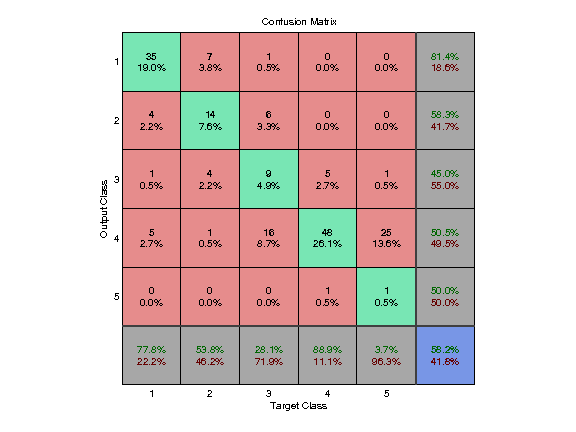 Confusion Matrix
35 7 1 0 0 81.4%
1
19.0% 3.8% 0.5% 0.0% 0.0% 18.6%
4 14 6 0 0 58.3%
2
2.2% 7.6% 3.3% 0.0% 0.0% 41.7%
1 4 9 5 1 45.0%
3
0.5% 2.2% 4.9% 2.7% 0.5% 55.0%
Output Class
5 1 16 48 25 50.5%
4
2.7% 0.5% 8.7% 26.1% 13.6% 49.5%
0 0 0 1 1 50.0%
5
0.0% 0.0% 0.0% 0.5% 0.5% 50.0%
77.8% 53.8% 28.1% 88.9% 3.7% 58.2%
22.2% 46.2% 71.9% 11.1% 96.3% 41.8%
1 2 3 4 5
Target Class